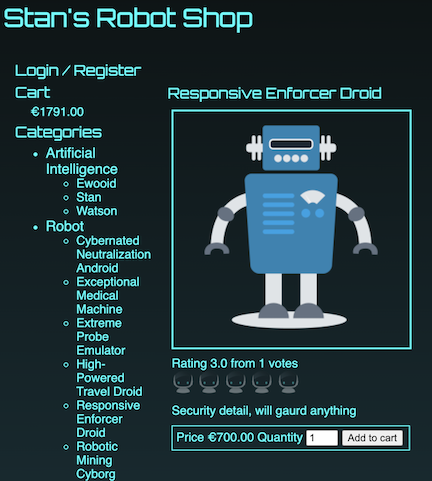 Stan's Robot Shop
Login / Register
Cart
€1791.00
Categories
Artificial
Intelligence
Ewooid
Stan
Watson
Robot
Cybernated
Neutralization
Android
Exceptional
Medical
Machine
Extreme
Probe
Emulator
High-
Powered
Travel Droid
Responsive
Enforcer
Droid
Robotic
Mining
Cyborg
Responsive Enforcer Droid
Rating 3.0 from 1 votes
Security detail, will gaurd anything
Price €700.00 Quantity 1 Add to cart